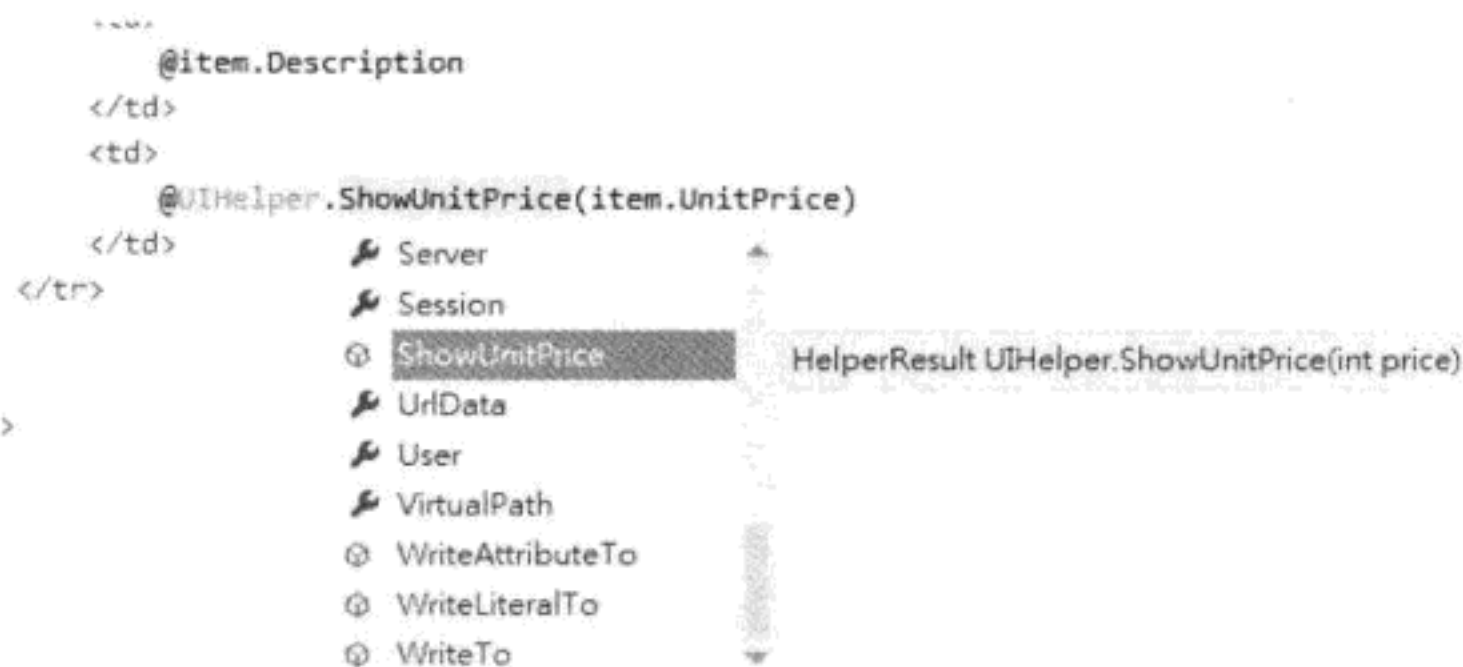 @item.Description
</td>
<td>
@UIHelper.ShowUnitPrice(item.UnitPrice)
</td>
</tr>
Server
Session
ShowUnitPrice
HelperResult UIHelper.ShowUnitPrice(int price)
UrlData
>
User
VirtualPath
WriteAttributeTo
WriteLiteralTo
WriteTo